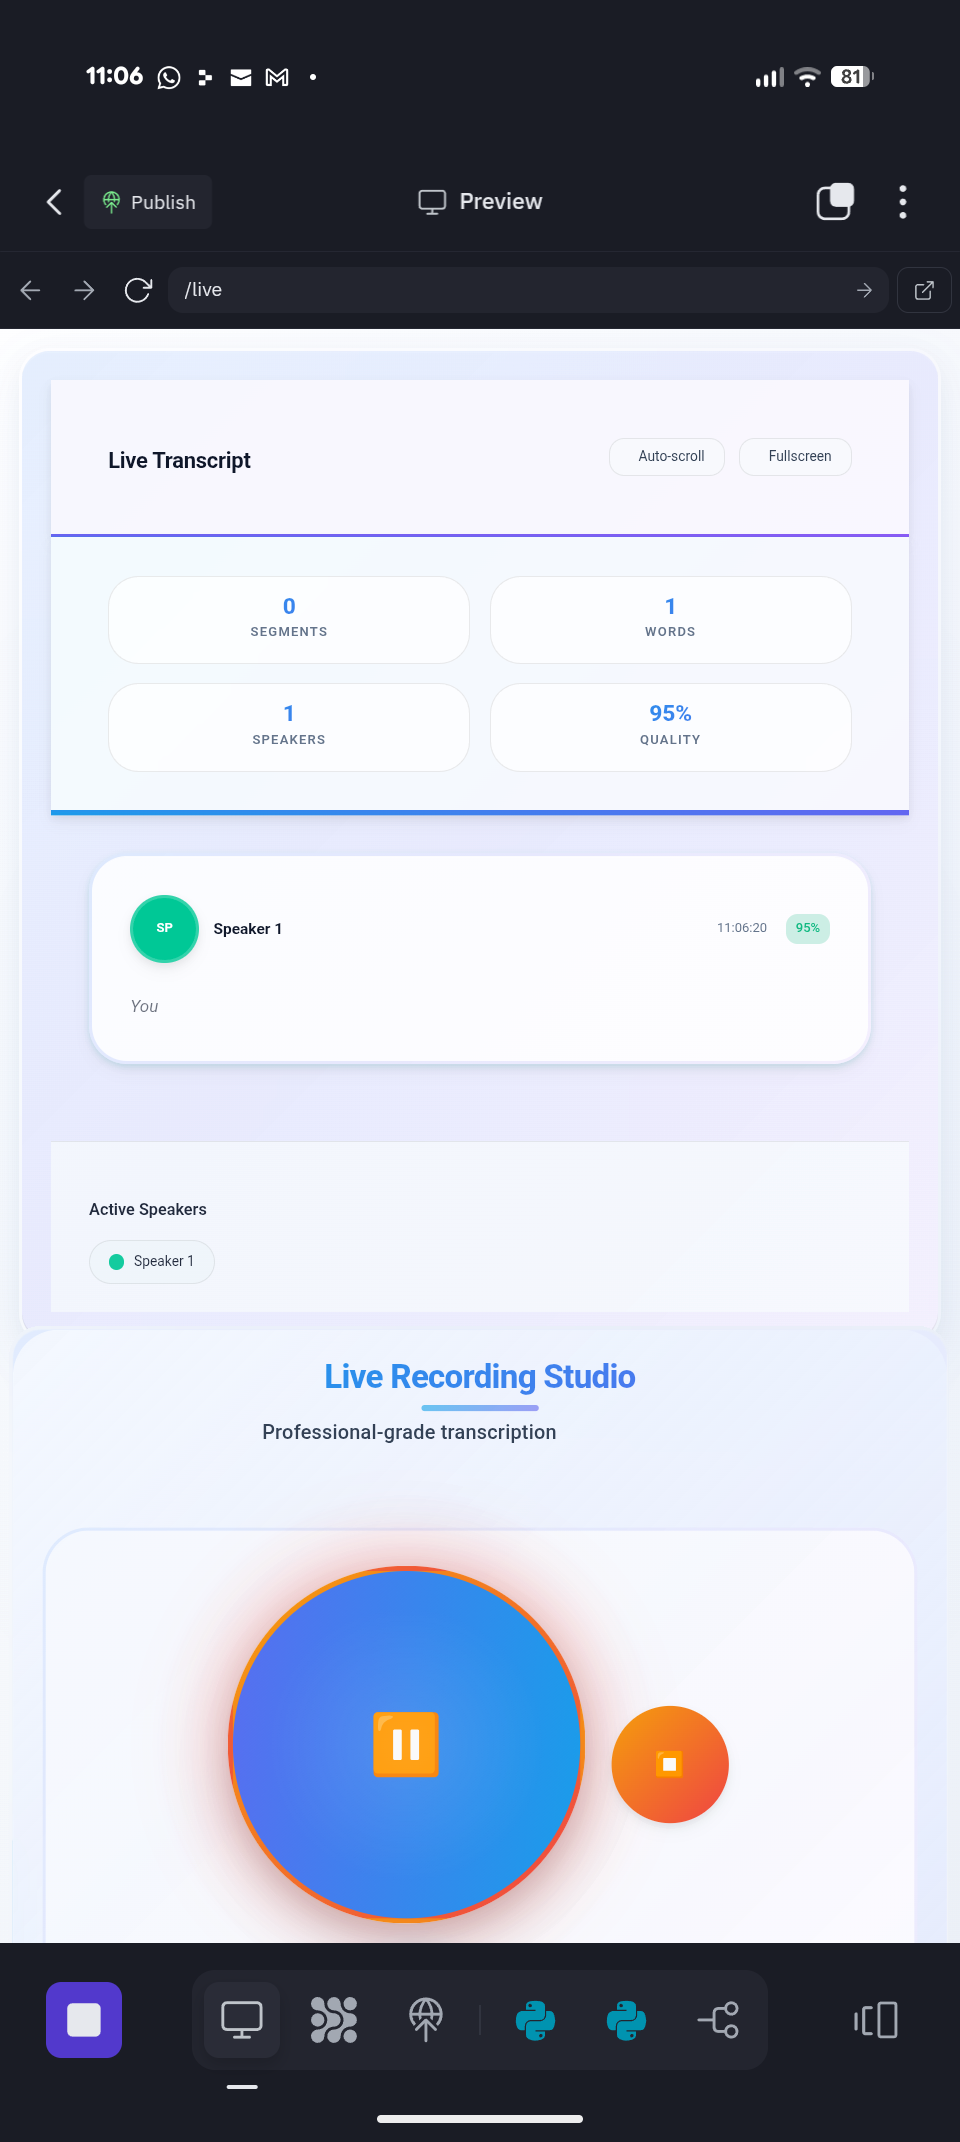 11:06
81
Publish
Preview
/live
Live Transcript
Auto-scroll
Fullscreen
0
SEGMENTS
1
WORDS
1
SPEAKERS
95%
QUALITY
SP
Speaker 1
11:06:20
95%
You
Active Speakers
Speaker 1
Live Recording Studio
Professional-grade transcription